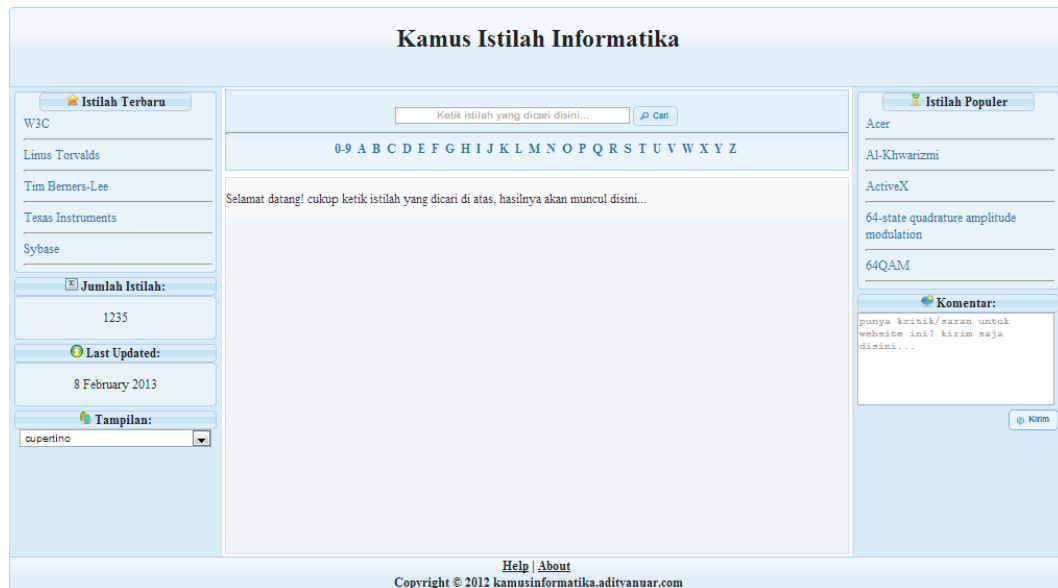 Kamus Istilah Informatika
Istilah Terbaru
W3C
Linus Torvalds
Tim Berners-Lee
Texas Instruments
Sybase
Jumlah Istilah:
1235
Last Updated:
8 February 2013
Tampilan:
cupertino
Ketik istilah yang dicari disini...
Cari
0-9 A B C D E F G H I J K L M N O P Q R S T U V W X Y Z
Selamat datang! cukup ketik istilah yang dicari di atas, hasilnya akan muncul disini...
Istilah Populer
Acer
Al-Khwarizmi
ActiveX
64-state quadrature amplitude
modulation
64QAM
Komentar:
punya kritik/saran untuk
website ini? kirim saja
disini...
Kirim
Help | About
Copyright © 2012 kamusinformatika.adityanuar.com